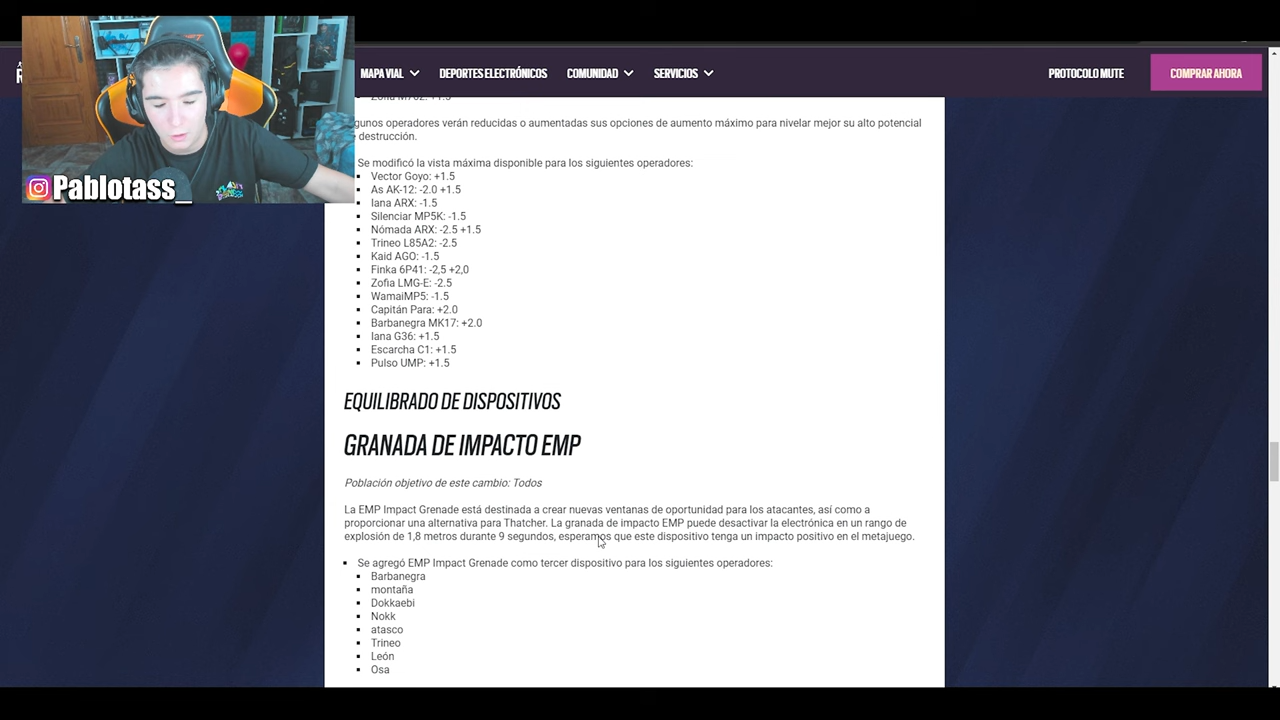 MAPA VIAL
DEPORTES ELECTRÓNICOS
COMUNIDAD
SERVICIOS
PROTOCOLO MUTE
COMPRAR AHORA
Pablotass_
Zofia M762: +1.5
gunos operadores verán reducidas o aumentadas sus opciones de aumento máximo para nivelar mejor su alto potencial
destrucción.
Se modificó la vista máxima disponible para los siguientes operadores:
Vector Goyo: +1.5
As AK-12: -2.0 +1.5
Iana ARX: -1.5
Silenciar MP5K: -1.5
Nómada ARX: -2.5 +1.5
Trineo L85A2: -2.5
Kaid AGO: -1.5
Finka 6P41: -2,5 +2,0
Zofia LMG-E: -2.5
WamaiMP5: -1.5
Capitán Para: +2.0
Barbanegra MK17: +2.0
Iana G36: +1.5
Escarcha C1: +1.5
Pulso UMP: +1.5
EQUILIBRADO DE DISPOSITIVOS
GRANADA DE IMPACTO EMP
Población objetivo de este cambio: Todos
La EMP Impact Grenade está destinada a crear nuevas ventanas de oportunidad para los atacantes, así como a
proporcionar una alternativa para Thatcher. La granada de impacto EMP puede desactivar la electrónica en un rango de
explosión de 1,8 metros durante 9 segundos, esperamos que este dispositivo tenga un impacto positivo en el metajuego.
Se agregó EMP Impact Grenade como tercer dispositivo para los siguientes operadores:
Barbanegra
montaña
Dokkaebi
Nokk
atasco
Trineo
León
Osa